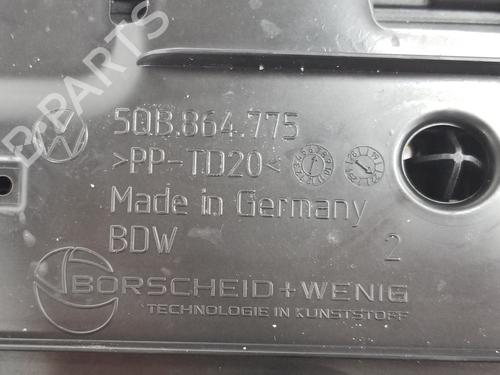 5QB.864.775
>PP-TD20<
Made in Germany
BDW 2
BORSCHEID+WENIG
TECHNOLOGIE IN KUNSTSTOFF